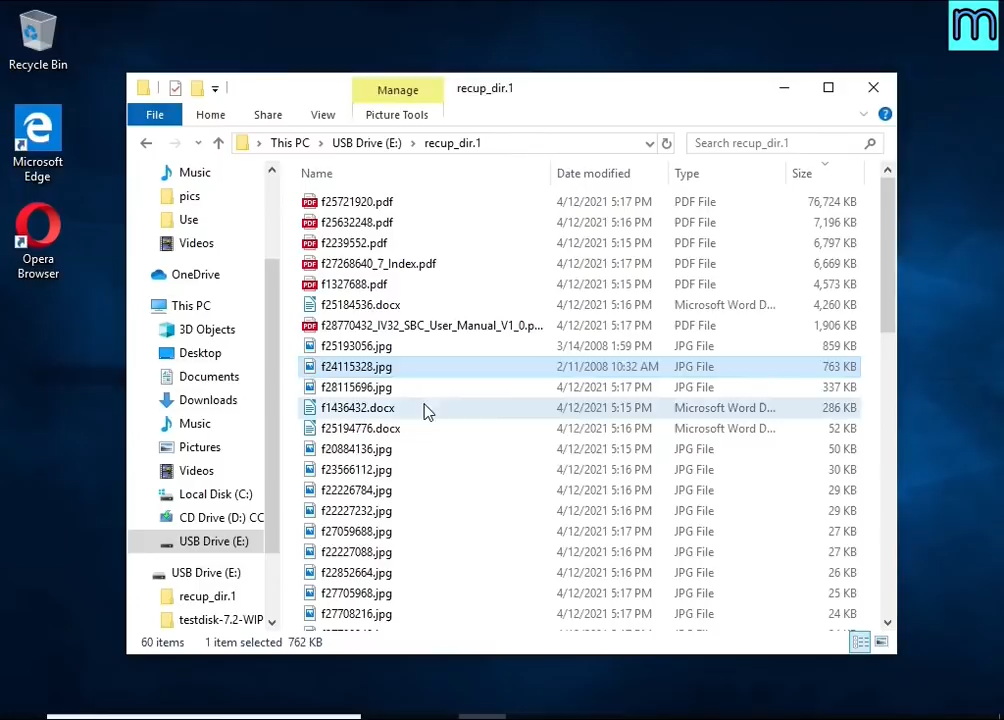 m
Recycle Bin
Microsoft
Edge
Opera
Browser
Manage
recup_dir.1
File
Home
Share
View
Picture Tools
This PC > USB Drive (E:) > recup_dir.1
Search recup_dir.1
Music
pics
Use
Videos
OneDrive
This PC
3D Objects
Desktop
Documents
Downloads
Music
Pictures
Videos
Local Disk (C:)
CD Drive (D:) CC
USB Drive (E:)
USB Drive (E:)
recup_dir.1
testdisk-7.2-WIP
Name Date modified Type Size
f25721920.pdf 4/12/2021 5:17 PM PDF File 76,724 KB
f25632248.pdf 4/12/2021 5:17 PM PDF File 7,196 KB
f2239552.pdf 4/12/2021 5:15 PM PDF File 6,797 KB
f27268640_7_Index.pdf 4/12/2021 5:17 PM PDF File 6,669 KB
f1327688.pdf 4/12/2021 5:15 PM PDF File 4,573 KB
f25184536.docx 4/12/2021 5:16 PM Microsoft Word D... 4,260 KB
f28770432_IV32_SBC_User_Manual_V1_0.p... 4/12/2021 5:17 PM PDF File 1,906 KB
f25193056.jpg 3/14/2008 1:59 PM JPG File 859 KB
f24115328.jpg 2/11/2008 10:32 AM JPG File 763 KB
f28115696.jpg 4/12/2021 5:17 PM JPG File 337 KB
f1436432.docx 4/12/2021 5:15 PM Microsoft Word D... 286 KB
f25194776.docx 4/12/2021 5:16 PM Microsoft Word D... 52 KB
f20884136.jpg 4/12/2021 5:16 PM JPG File 50 KB
f23566112.jpg 4/12/2021 5:16 PM JPG File 30 KB
f22226784.jpg 4/12/2021 5:16 PM JPG File 29 KB
f22227232.jpg 4/12/2021 5:16 PM JPG File 29 KB
f27059688.jpg 4/12/2021 5:17 PM JPG File 27 KB
f22227088.jpg 4/12/2021 5:16 PM JPG File 27 KB
f22852664.jpg 4/12/2021 5:16 PM JPG File 26 KB
f27705968.jpg 4/12/2021 5:17 PM JPG File 25 KB
f27708216.jpg 4/12/2021 5:17 PM JPG File 24 KB
60 items 1 item selected 762 KB